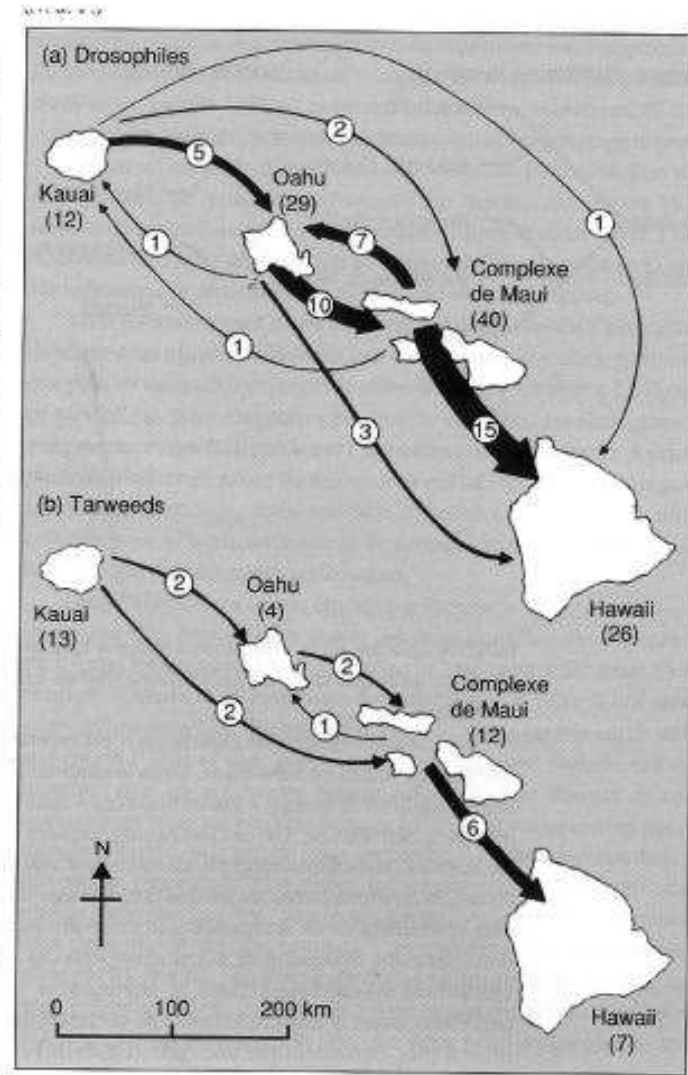 (a) Drosophiles
2
5
Oahu
(29)
Kauai
(12)
1
7
1
Complexe
de Maui
(40)
10
1
3
15
(b) Tarweeds
Hawaii
(26)
2
Oahu
(4)
Kauai
(13)
2
Complexe
de Maui
(12)
2
1
6
N
0 100 200 km
Hawaii
(7)